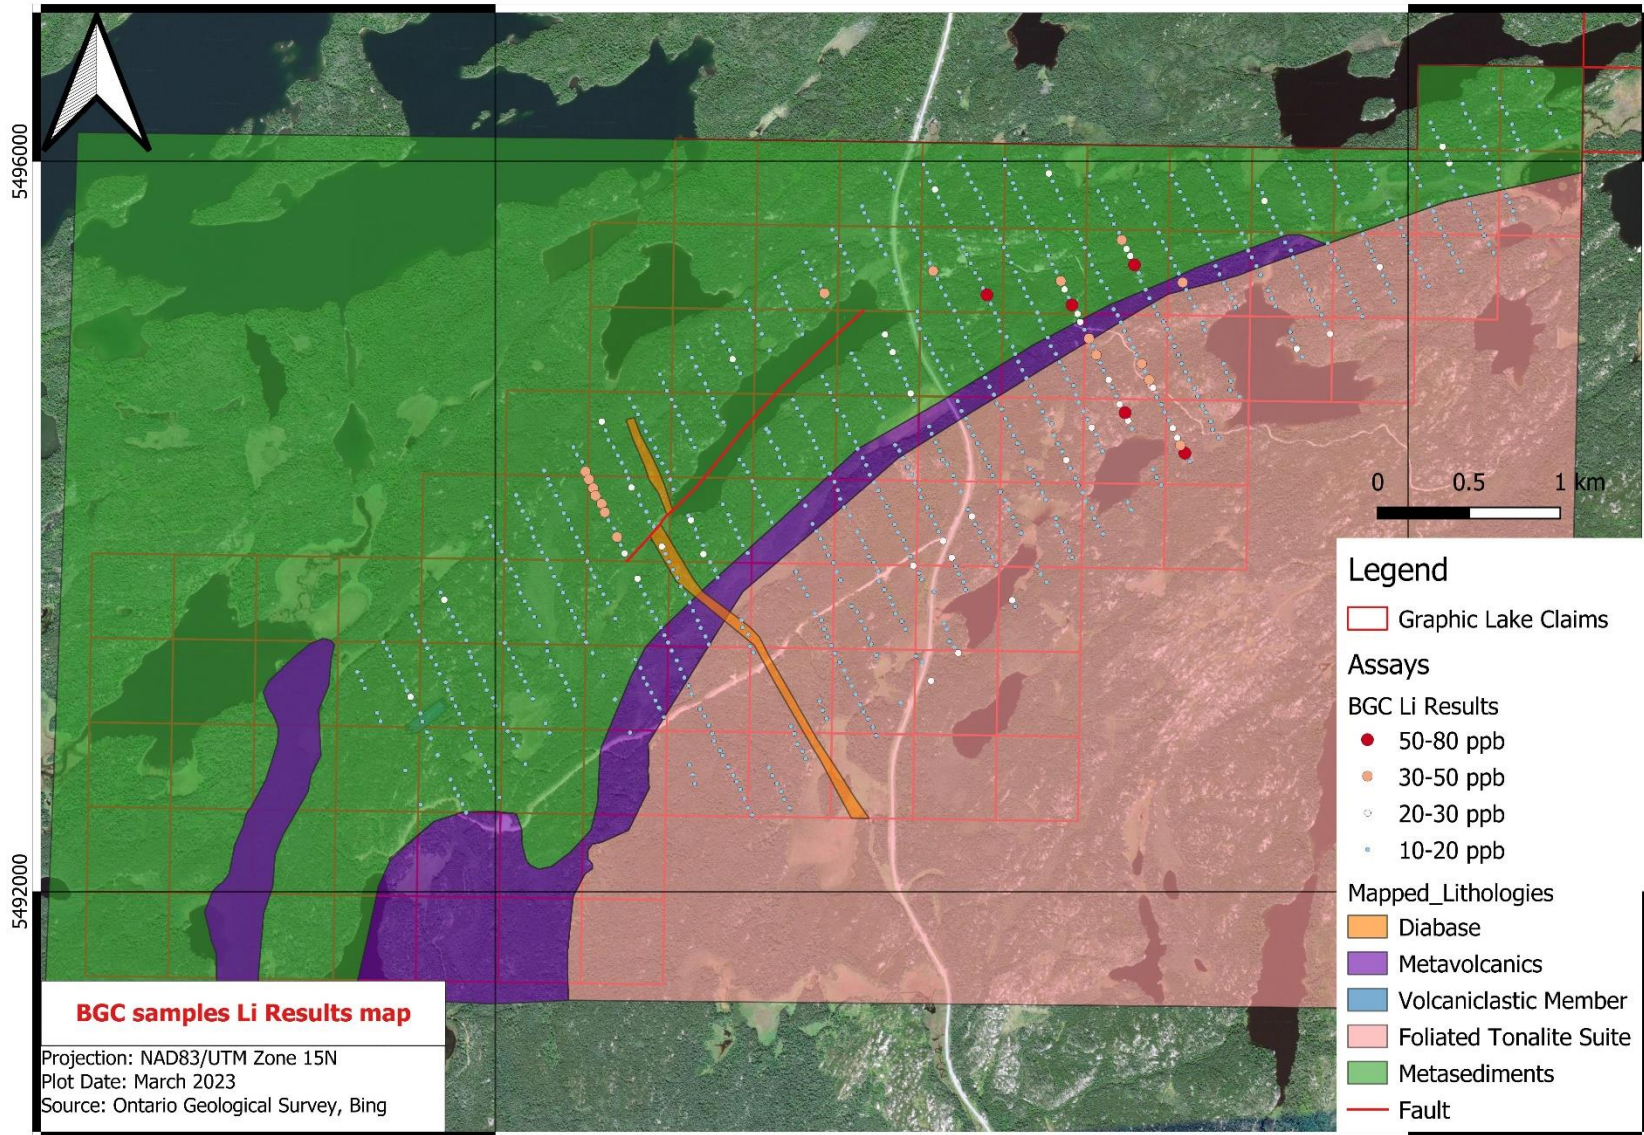 5496000
5492000
0 0.5 1 km
Legend
Graphic Lake Claims
Assays
BGC Li Results
50-80 ppb
30-50 ppb
20-30 ppb
10-20 ppb
Mapped_Lithologies
Diabase
Metavolcanics
Volcaniclastic Member
Foliated Tonalite Suite
Metasediments
Fault
BGC samples Li Results map
Projection: NAD83/UTM Zone 15N
Plot Date: March 2023
Source: Ontario Geological Survey, Bing